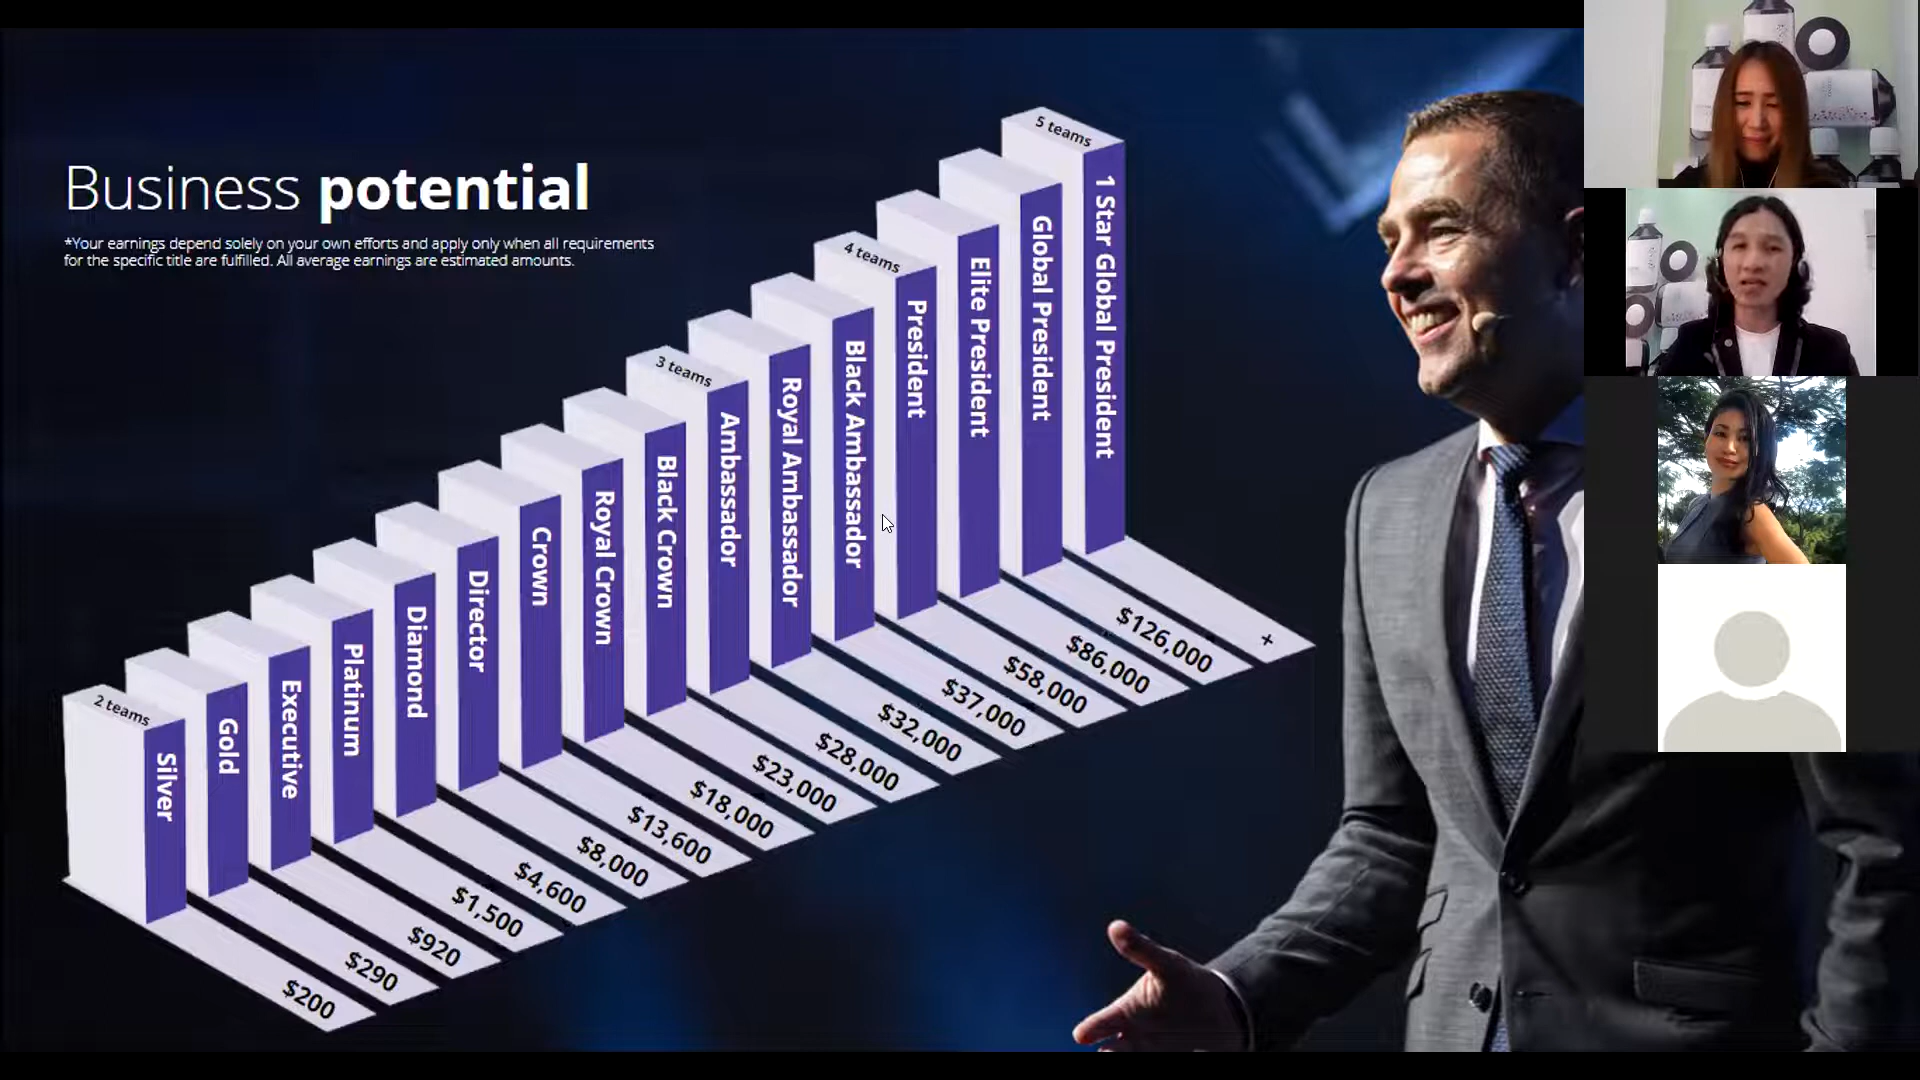 Business potential
*Your earnings depend solely on your own efforts and apply only when all requirements
for the specific title are fulfilled. All average earnings are estimated amounts.
2 teams
Silver
$200
Gold
$290
Executive
$920
Platinum
$1,500
Diamond
$4,600
Director
$8,000
Crown
$13,600
Royal Crown
$18,000
Black Crown
$23,000
3 teams
Ambassador
$28,000
Royal Ambassador
$32,000
Black Ambassador
$37,000
4 teams
President
$58,000
Elite President
$86,000
Global President
$126,000
5 teams
1 Star Global President
+